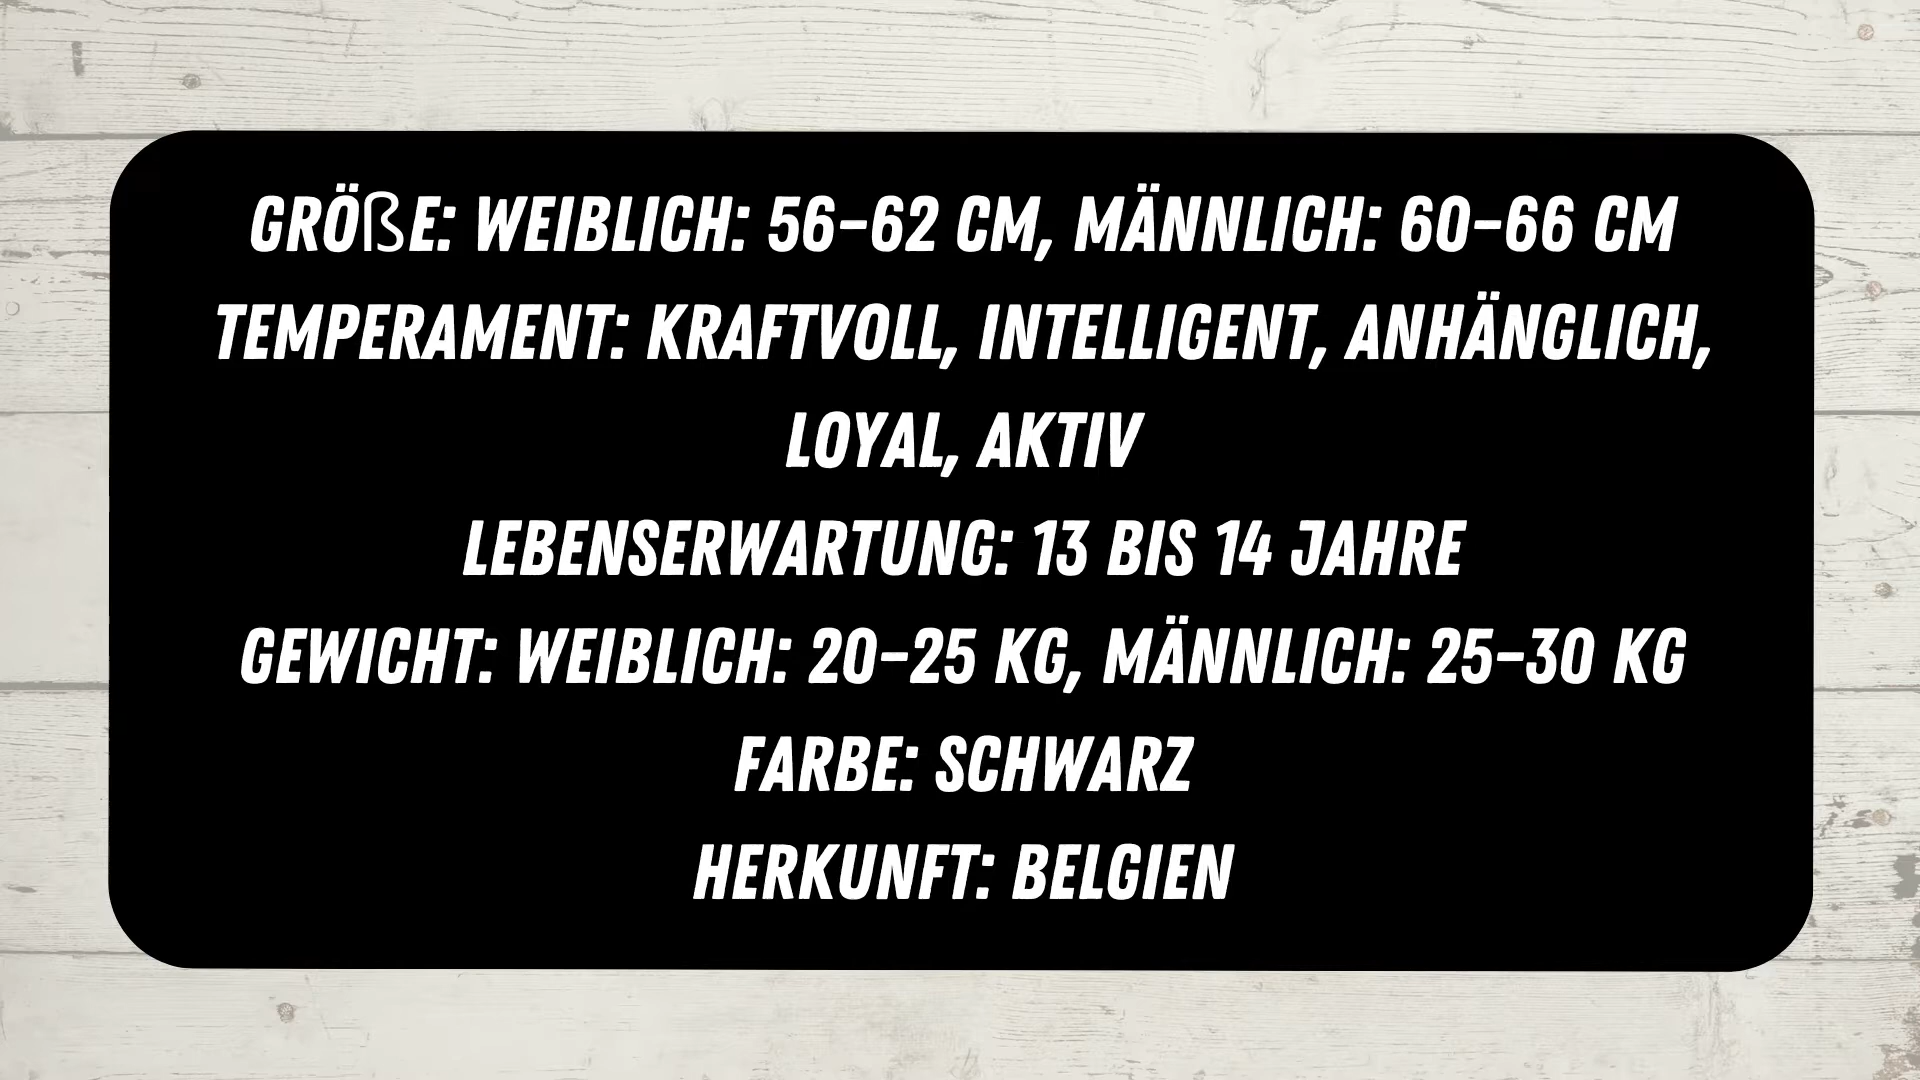 GRÖßE: WEIBLICH: 56–62 CM, MÄNNLICH: 60–66 CM
TEMPERAMENT: KRAFTVOLL, INTELLIGENT, ANHÄNGLICH,
LOYAL, AKTIV
LEBENSERWARTUNG: 13 BIS 14 JAHRE
GEWICHT: WEIBLICH: 20–25 KG, MÄNNLICH: 25–30 KG
FARBE: SCHWARZ
HERKUNFT: BELGIEN